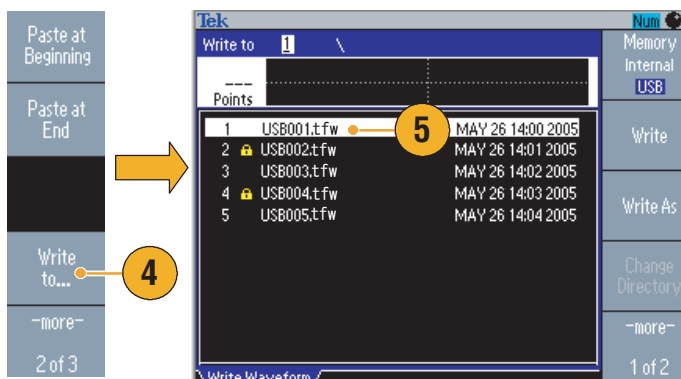 Paste at
Beginning
Paste at
End
Write
to...
4
-more-
2 of 3
Tek
Num
Write to 1 \
---
Points
1 USB001.tfw MAY 26 14:00 2005
5
2 USB002.tfw MAY 26 14:01 2005
3 USB003.tfw MAY 26 14:02 2005
4 USB004.tfw MAY 26 14:03 2005
5 USB005.tfw MAY 26 14:04 2005
Write Waveform
Memory
Internal
USB
Write
Write As
Change
Directory
-more-
1 of 2